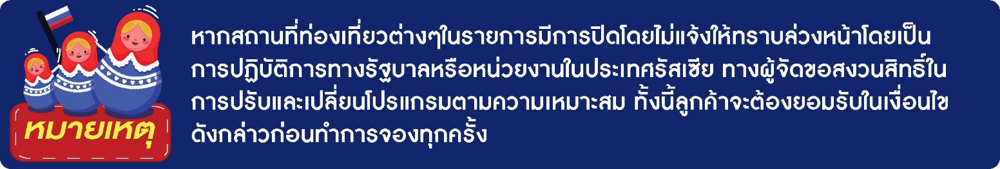 หมายเหตุ
หากสถานที่ท่องเที่ยวต่างๆในรายการมีการปิดโดยไม่แจ้งให้ทราบล่วงหน้าโดยเป็น
การปฏิบัติการทางรัฐบาลหรือหน่วยงานในประเทศรัสเซีย ทางผู้จัดขอสงวนสิทธิ์ใน
การปรับและเปลี่ยนโปรแกรมตามความเหมาะสม ทั้งนี้ลูกค้าจะต้องยอมรับในเงื่อนไข
ดังกล่าวก่อนทำการจองทุกครั้ง